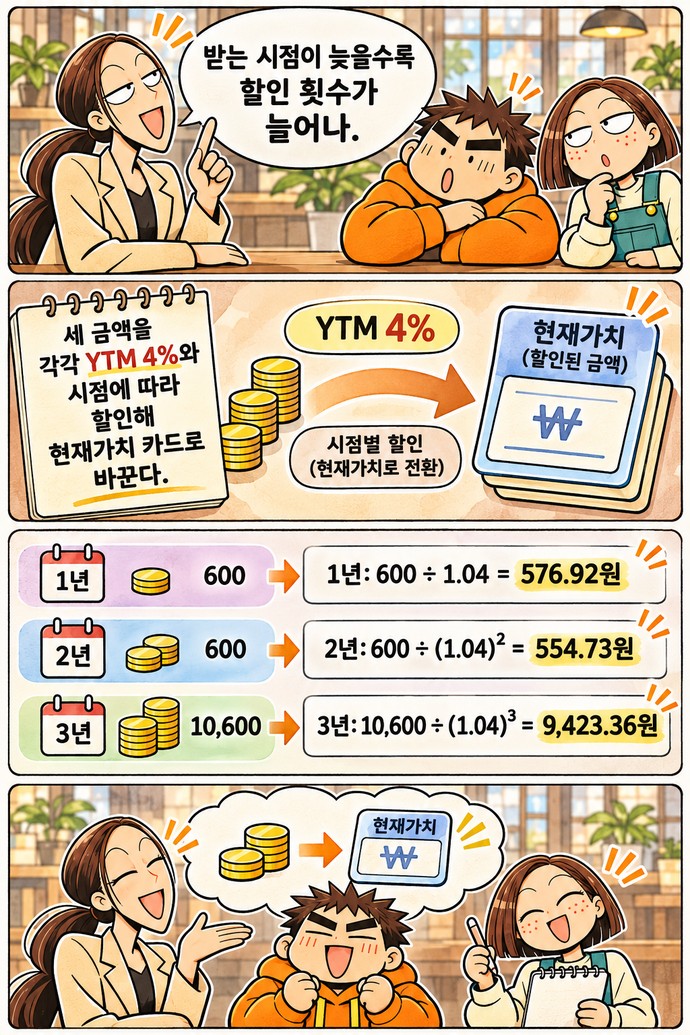 받는 시점이 늦을수록
할인 횟수가
늘어나.
세 금액을
각각 YTM 4%와
시점에 따라
할인해
현재가치 카드로
바꾼다.
YTM 4%
시점별 할인
(현재가치로 전환)
현재가치
(할인된 금액)
₩
1년
600
1년: 600 ÷ 1.04 = 576.92원
2년
600
2년: 600 ÷ (1.04)² = 554.73원
3년
10,600
3년: 10,600 ÷ (1.04)³ = 9,423.36원
현재가치
₩